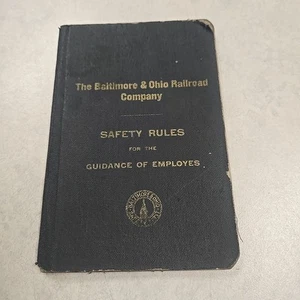 The Baltimore & Ohio Railroad
Company
SAFETY RULES
FOR THE
GUIDANCE OF EMPLOYES